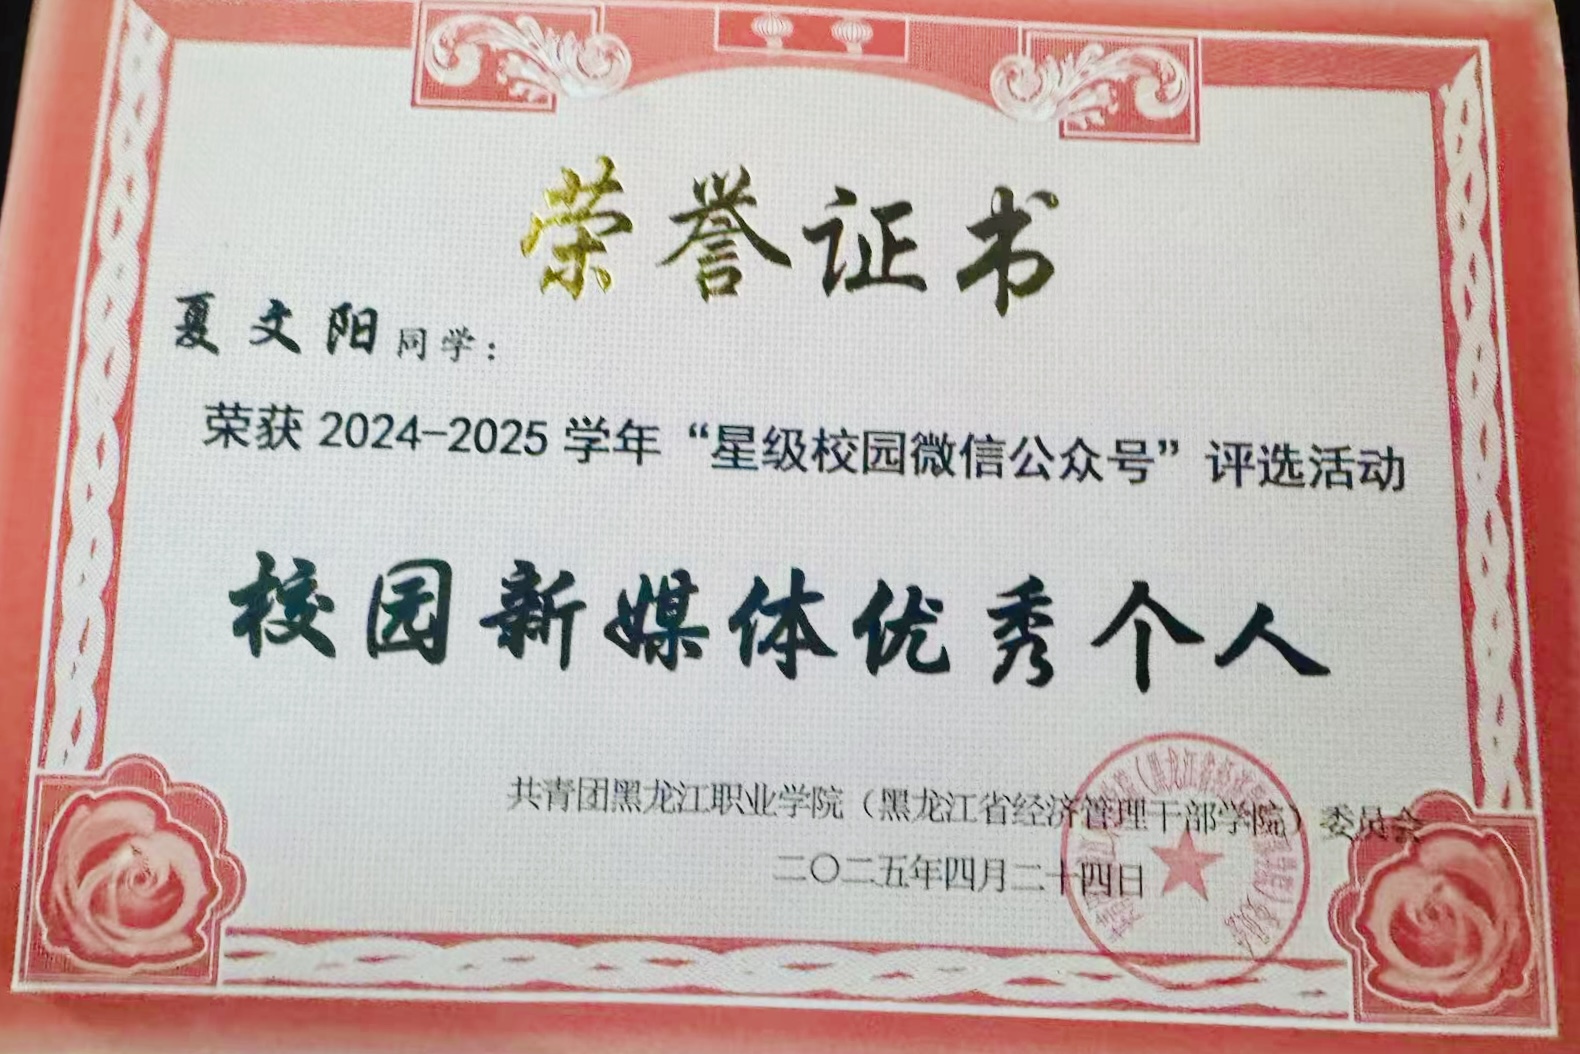 荣誉证书
夏文阳同学：
荣获 2024-2025 学年“星级校园微信公众号”评选活动
校园新媒体优秀个人
共青团黑龙江职业学院（黑龙江省经济管理干部学院）委员会
二〇二五年四月二十四日